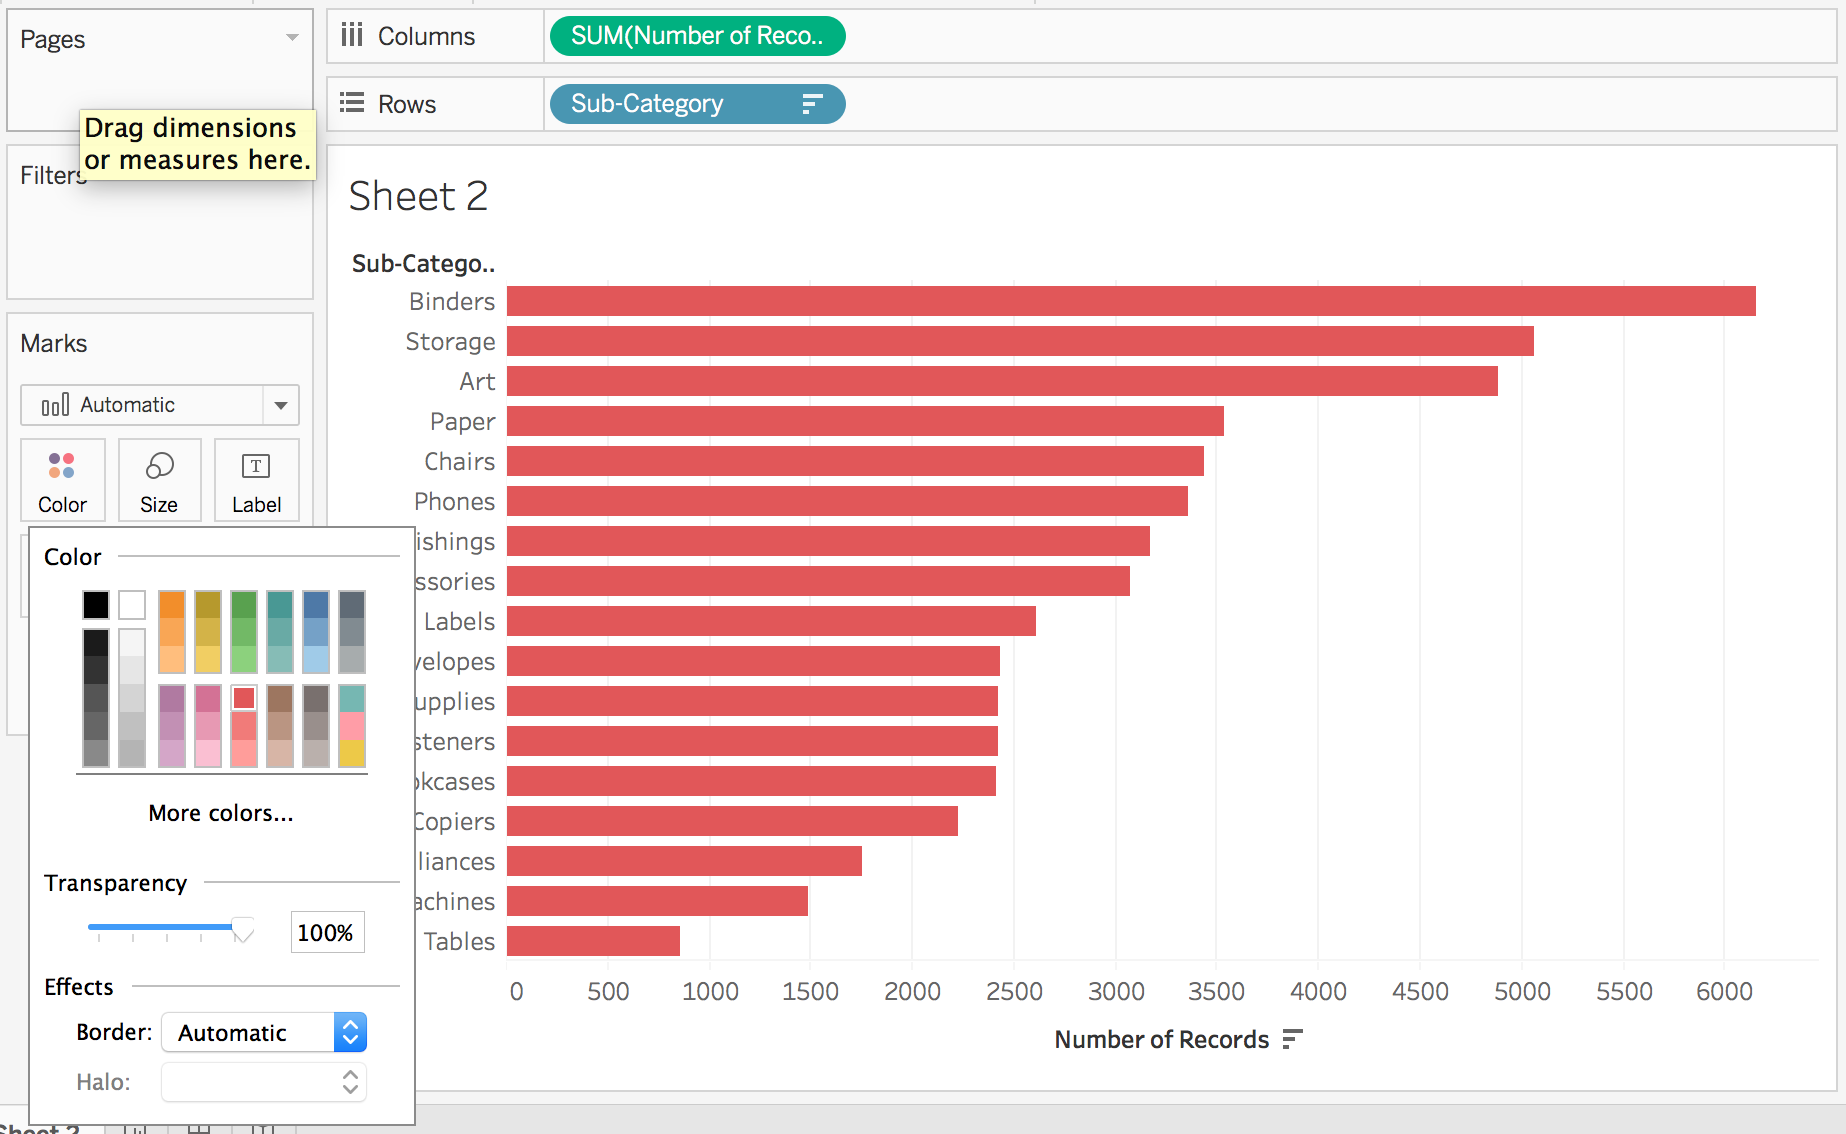 Pages
Columns
SUM(Number of Reco..
Rows
Sub-Category
Drag dimensions
or measures here.
Filters
Sheet 2
Sub-Catego..
Binders
Storage
Art
Paper
Chairs
Phones
ishings
ssories
Labels
velopes
upplies
steners
okcases
Copiers
liances
achines
Tables
0 500 1000 1500 2000 2500 3000 3500 4000 4500 5000 5500 6000
Number of Records
Marks
Automatic
Color Size Label
T
Color
More colors...
Transparency
100%
Effects
Border: Automatic
Halo:
Sheet 2